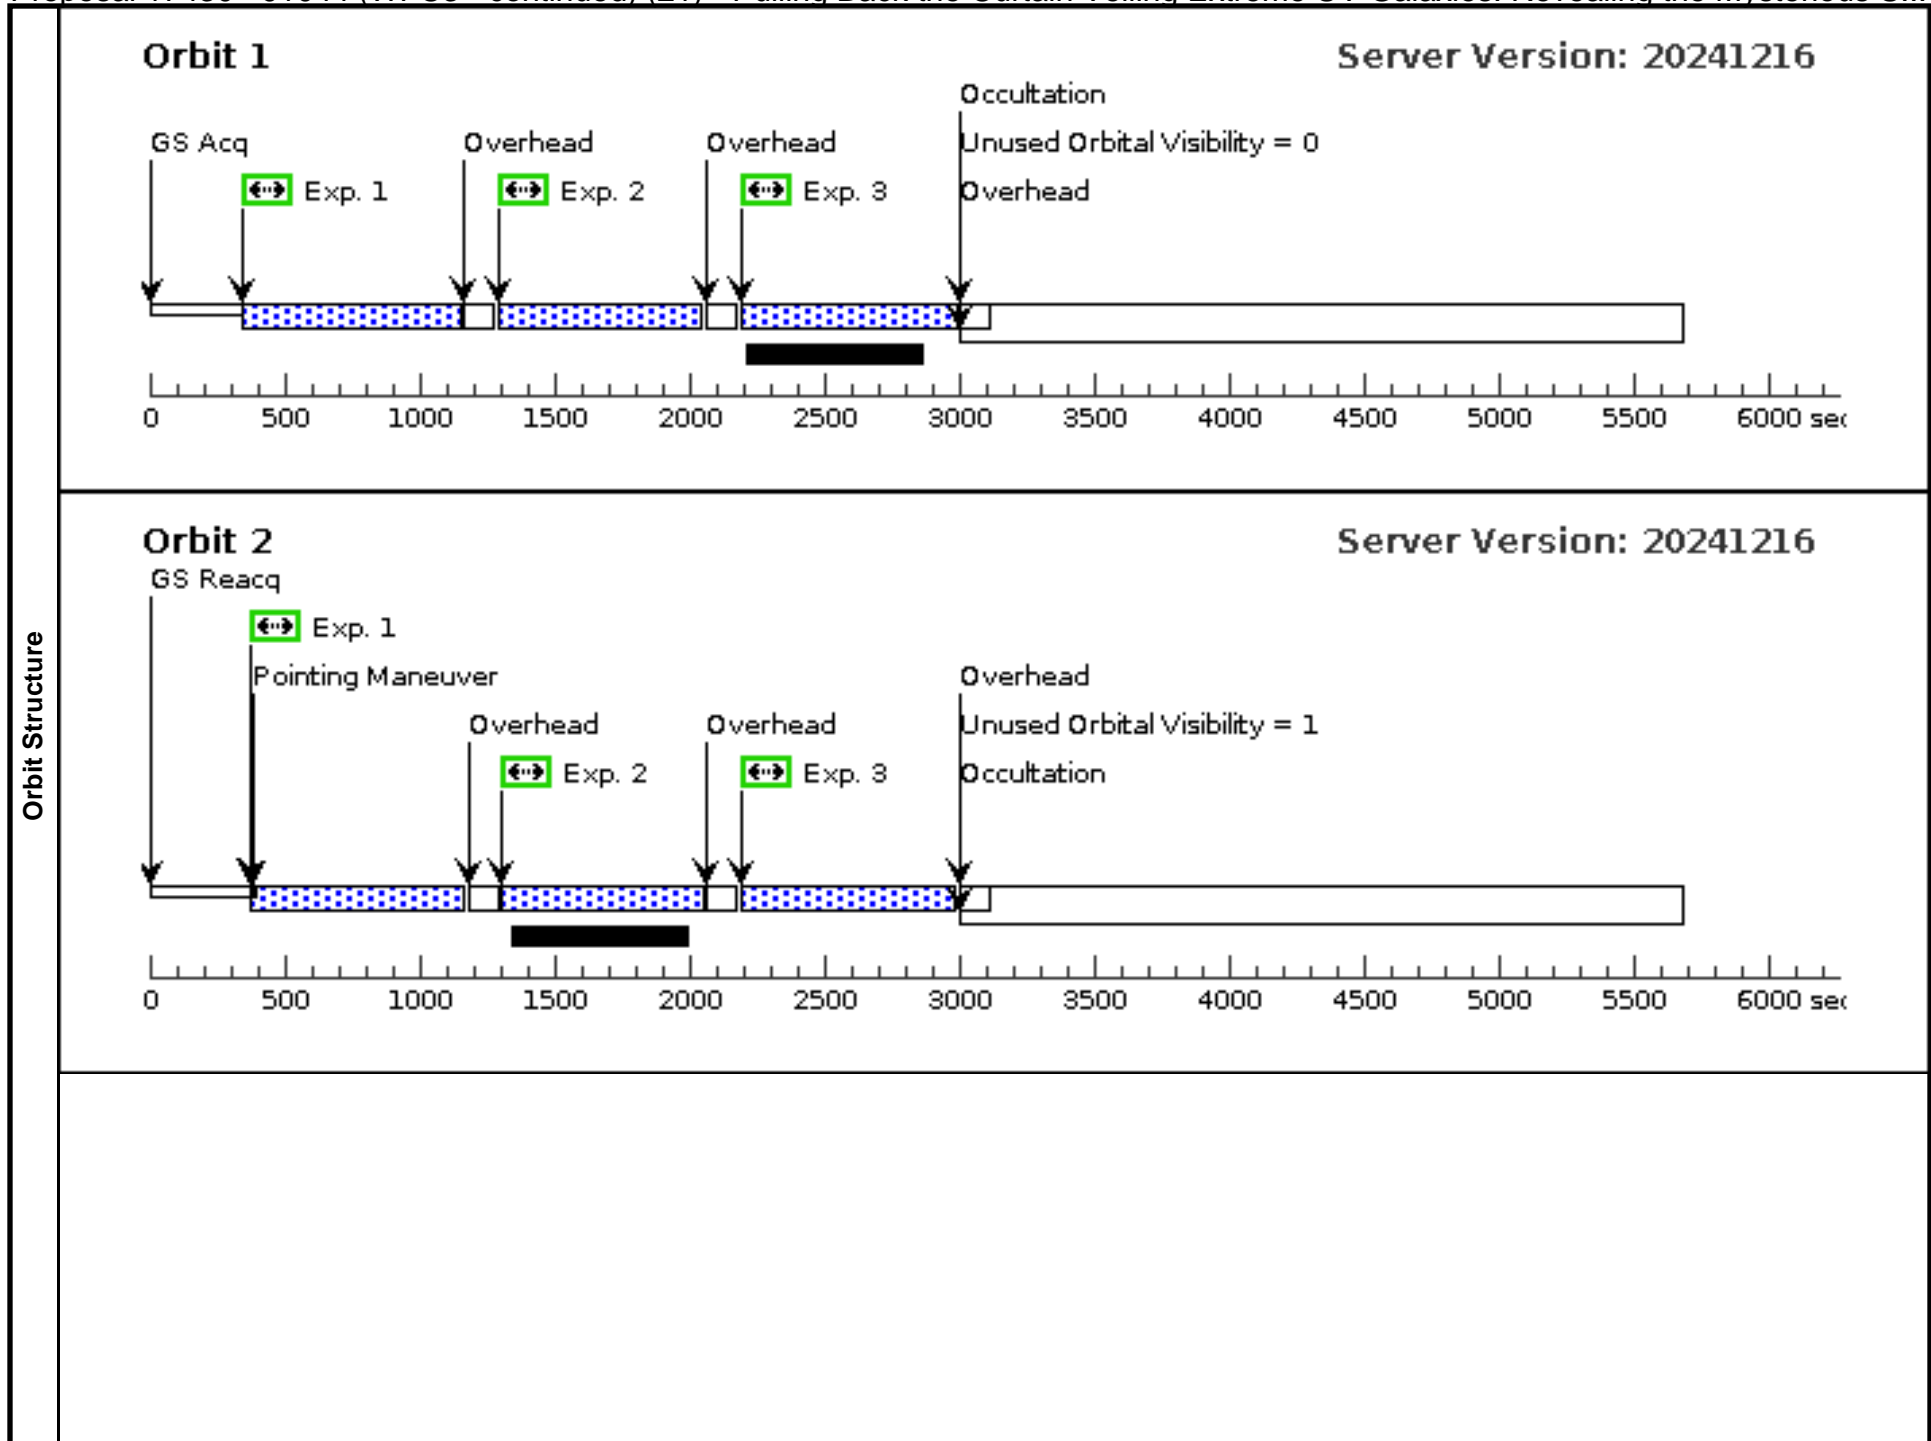 Orbit Structure
Orbit 1
Server Version: 20241216
Occultation
GS Acq
Overhead
Overhead
Unused Orbital Visibility = 0
Exp. 1
Exp. 2
Exp. 3
Overhead
0 500 1000 1500 2000 2500 3000 3500 4000 4500 5000 5500 6000 sec
Orbit 2
Server Version: 20241216
GS Reacq
Exp. 1
Pointing Maneuver
Overhead
Overhead
Overhead
Unused Orbital Visibility = 1
Exp. 2
Exp. 3
Occultation
0 500 1000 1500 2000 2500 3000 3500 4000 4500 5000 5500 6000 sec